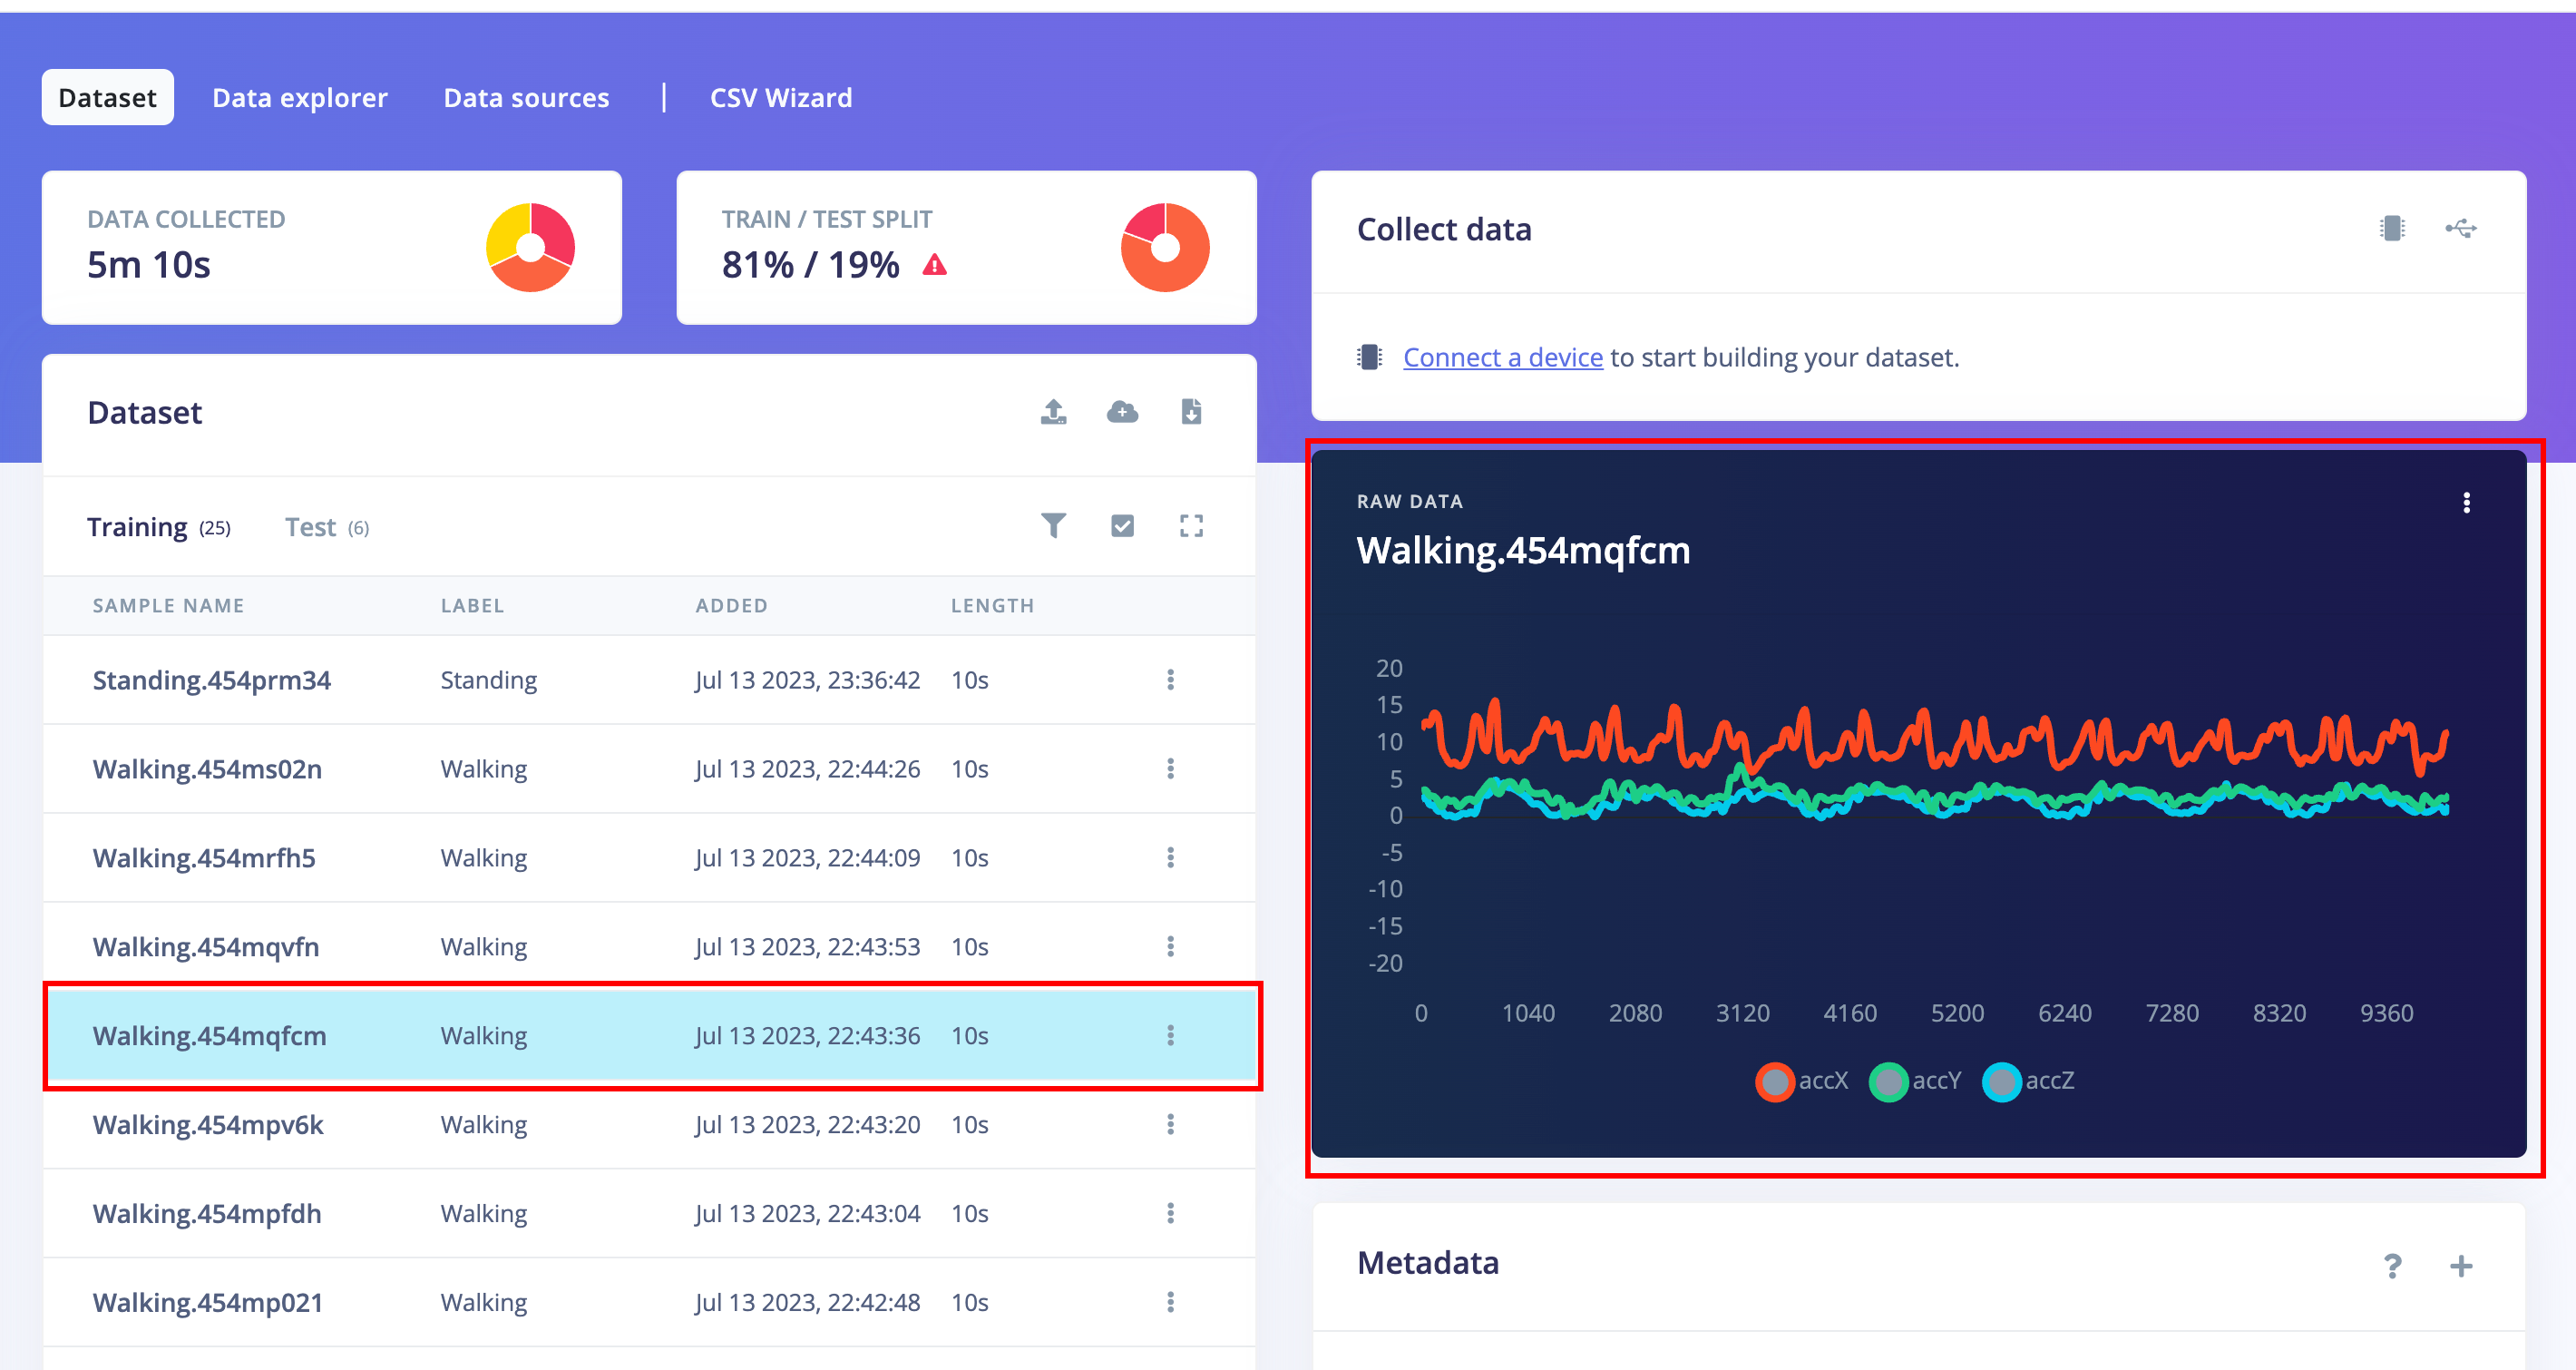 Dataset Data explorer Data sources | CSV Wizard
DATA COLLECTED
5m 10s
TRAIN / TEST SPLIT
81% / 19%
Dataset
Training (25) Test (6)
SAMPLE NAME LABEL ADDED LENGTH
Standing.454prm34 Standing Jul 13 2023, 23:36:42 10s
Walking.454ms02n Walking Jul 13 2023, 22:44:26 10s
Walking.454mrfh5 Walking Jul 13 2023, 22:44:09 10s
Walking.454mqvfn Walking Jul 13 2023, 22:43:53 10s
Walking.454mqfcm Walking Jul 13 2023, 22:43:36 10s
Walking.454mpv6k Walking Jul 13 2023, 22:43:20 10s
Walking.454mpfdh Walking Jul 13 2023, 22:43:04 10s
Walking.454mp021 Walking Jul 13 2023, 22:42:48 10s
Collect data
Connect a device to start building your dataset.
RAW DATA
Walking.454mqfcm
20
15
10
5
0
-5
-10
-15
-20
0 1040 2080 3120 4160 5200 6240 7280 8320 9360
accX accY accZ
Metadata